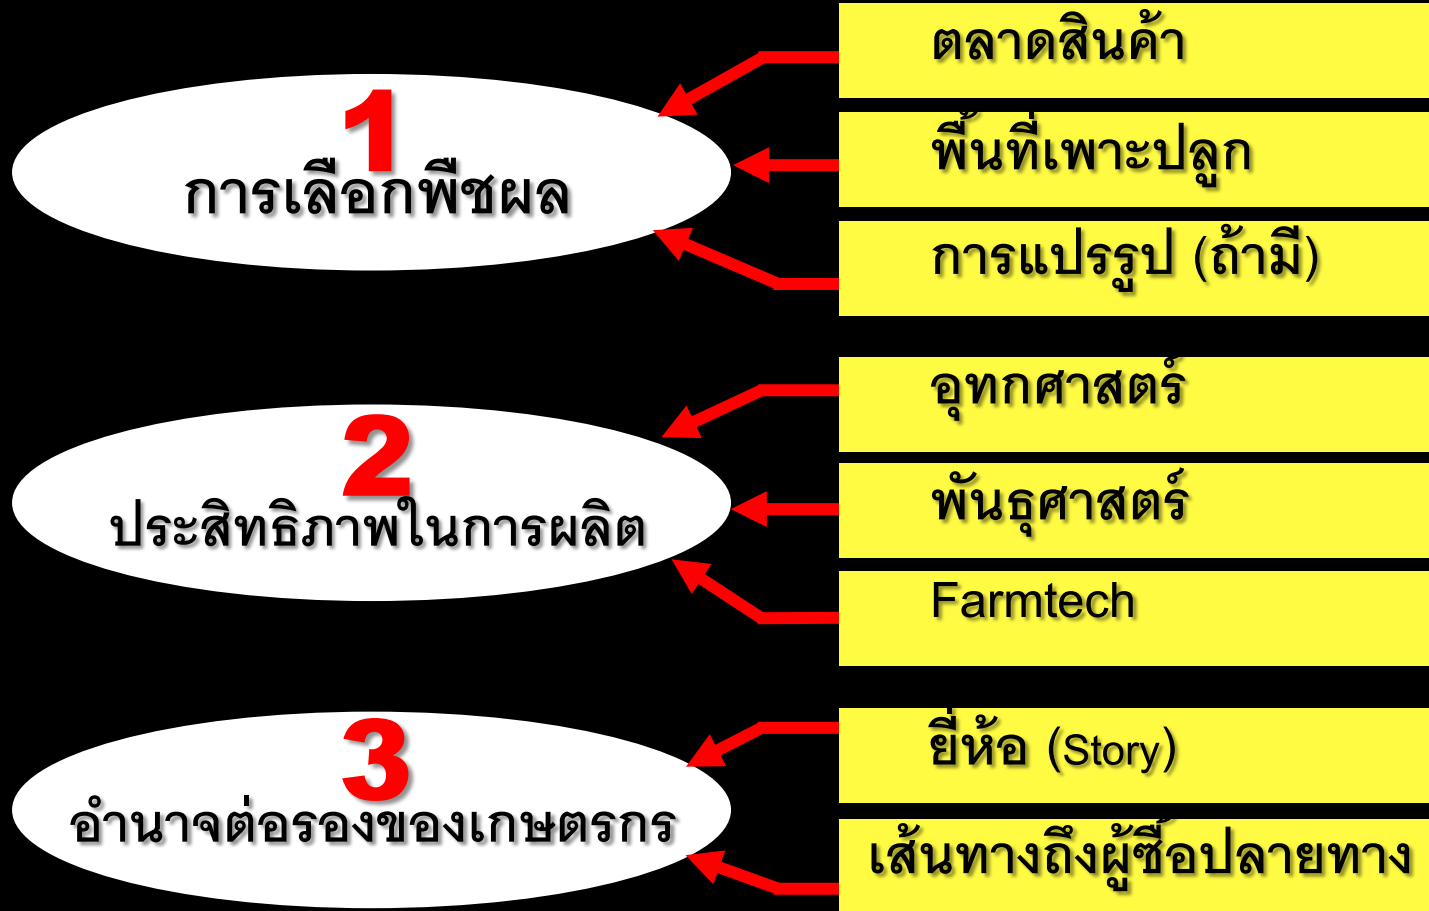 1
การเลือกพืชผล
ตลาดสินค้า
พื้นที่เพาะปลูก
การแปรรูป (ถ้ามี)
2
ประสิทธิภาพในการผลิต
อุทกศาสตร์
พันธุศาสตร์
Farmtech
3
อำนาจต่อรองของเกษตรกร
ยี่ห้อ (Story)
เส้นทางถึงผู้ซื้อปลายทาง